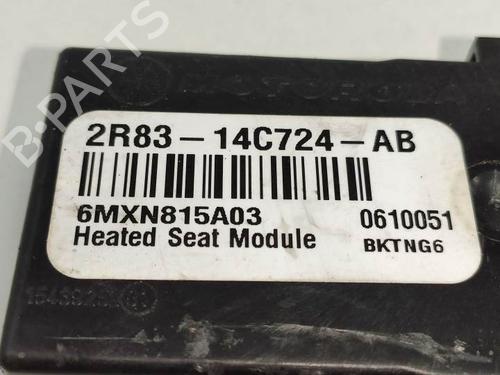 MOTOROLA
2R83-14C724-AB
6MXN815A03 0610051
Heated Seat Module BKTNG6
B-PARTS